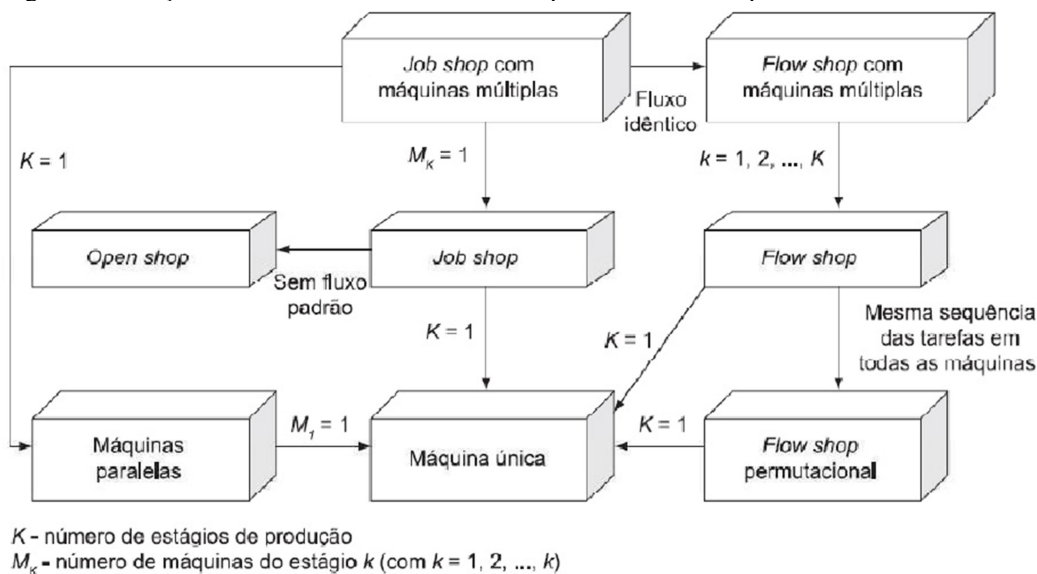 Job shop com
máquinas múltiplas
Flow shop com
máquinas múltiplas
Fluxo
idêntico
K = 1
M_K = 1
k = 1, 2, ..., K
Open shop
Job shop
Flow shop
Sem fluxo
padrão
K = 1
K = 1
Mesma sequência
das tarefas em
todas as máquinas
Máquinas
paralelas
M_1 = 1
Máquina única
K = 1
Flow shop
permutacional
K - número de estágios de produção
M_K - número de máquinas do estágio k (com k = 1, 2, ..., k)